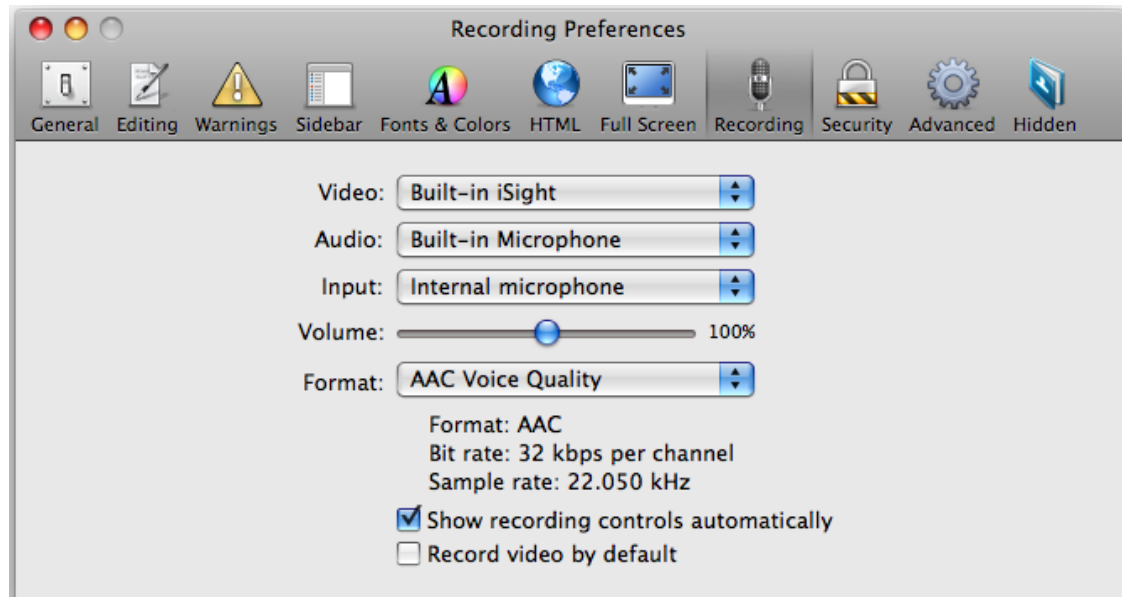 Recording Preferences
General Editing Warnings Sidebar Fonts & Colors HTML Full Screen Recording Security Advanced Hidden
Video: Built-in iSight
Audio: Built-in Microphone
Input: Internal microphone
Volume: 100%
Format: AAC Voice Quality
Format: AAC
Bit rate: 32 kbps per channel
Sample rate: 22.050 kHz
Show recording controls automatically
Record video by default